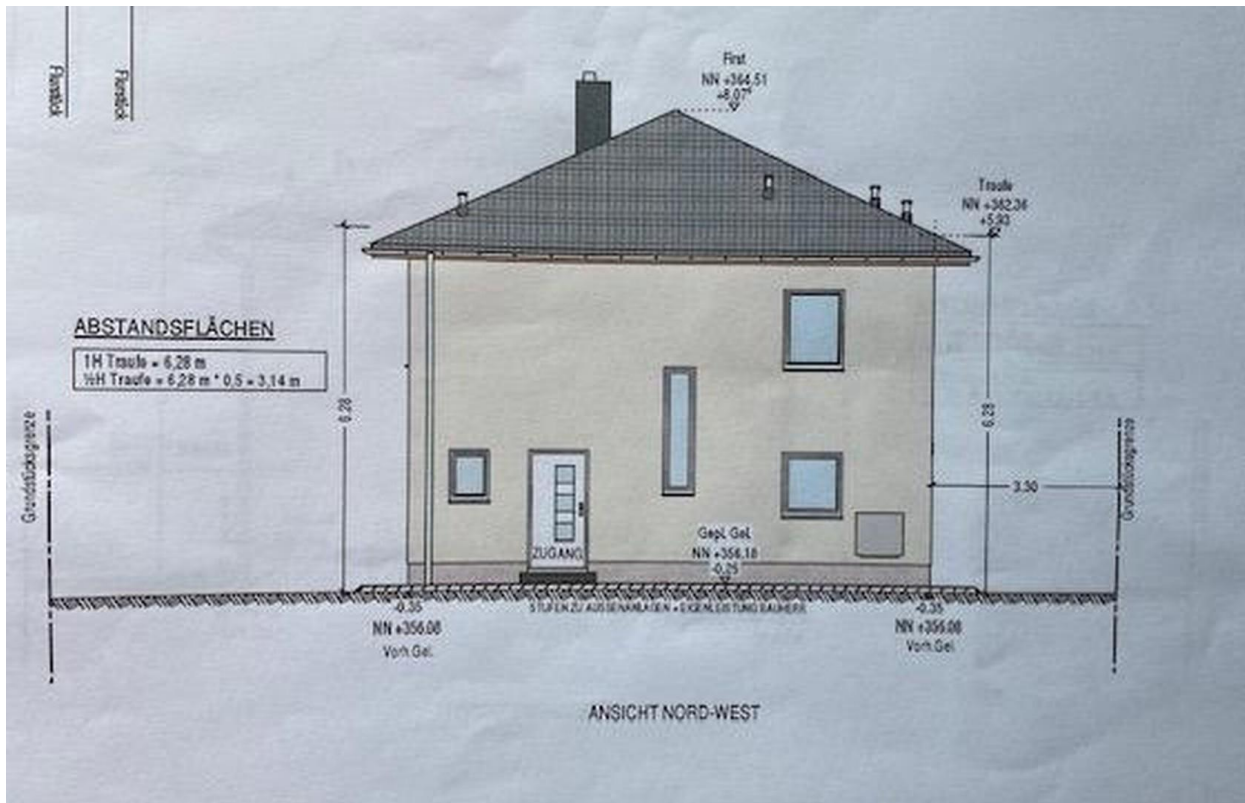 Flurstück
Flurstück
First
NN +364.51
+8.07
Traufe
NN +362.36
+5.93
ABSTANDSFLÄCHEN
1H Traufe = 6,28 m
½H Traufe = 6,28 m * 0,5 = 3,14 m
6.28
6.28
Grundstücksgrenze
Grundstücksgrenze
3.30
Gepl. Gel.
NN +356.18
-0.25
ZUGANG
STUFEN ZU AUSSENANLAGEN = EIGENLEISTUNG BAUHERR
-0.35
NN +356.08
Vorh.Gel.
-0.35
NN +356.08
Vorh.Gel.
ANSICHT NORD-WEST